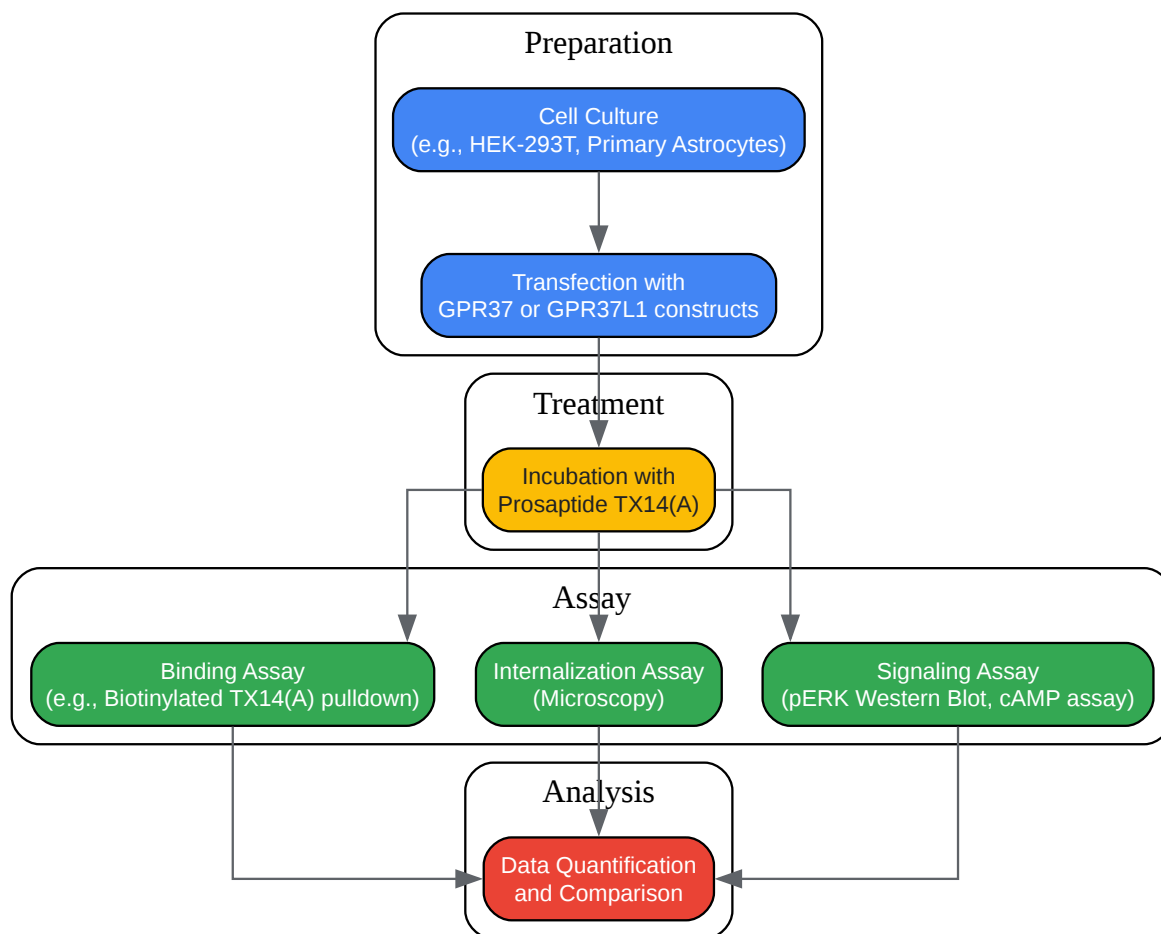 Preparation
Cell Culture
(e.g., HEK-293T, Primary Astrocytes)
Transfection with
GPR37 or GPR37L1 constructs
Treatment
Incubation with
Prosaptide TX14(A)
Assay
Binding Assay
(e.g., Biotinylated TX14(A) pulldown)
Internalization Assay
(Microscopy)
Signaling Assay
(pERK Western Blot, cAMP assay)
Analysis
Data Quantification
and Comparison